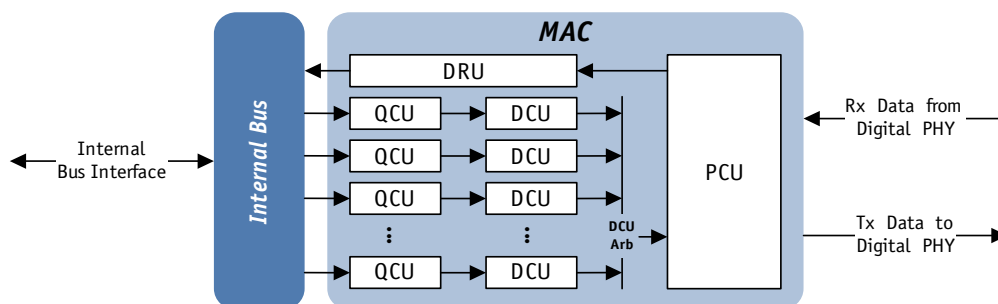 MAC
DRU
Internal Bus
QCU
DCU
QCU
DCU
QCU
DCU
QCU
DCU
DCU
Arb
PCU
Internal
Bus Interface
Rx Data from
Digital PHY
Tx Data to
Digital PHY